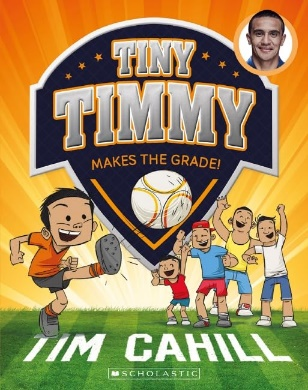 TINY
TIMMY
MAKES THE GRADE!
TIM CAHILL
SCHOLASTIC